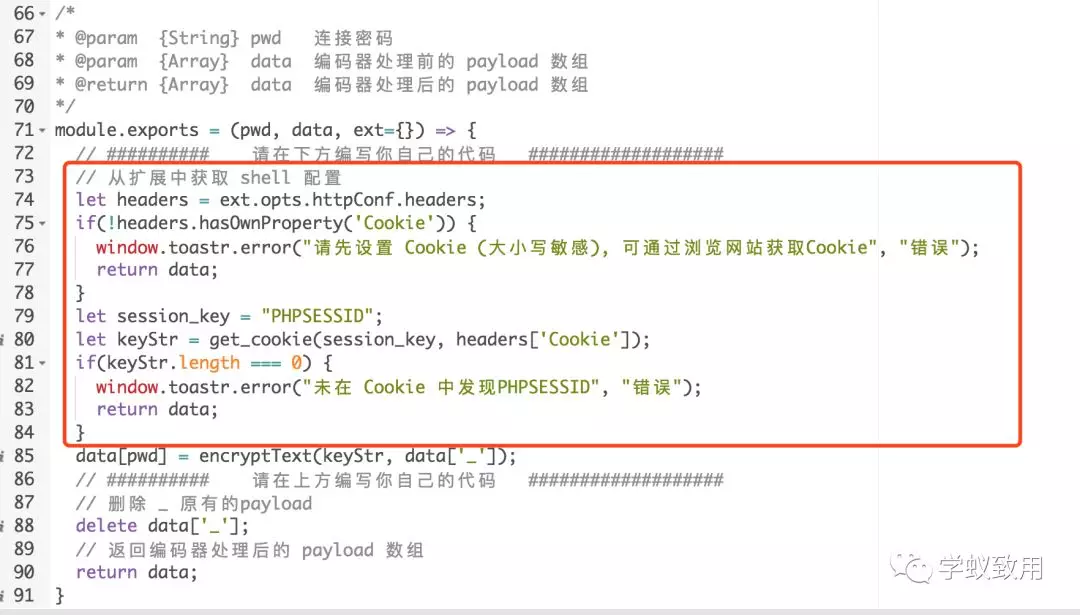 66 /*
67 * @param {String} pwd 连接密码
68 * @param {Array} data 编码器处理前的 payload 数组
69 * @return {Array} data 编码器处理后的 payload 数组
70 */
71 module.exports = (pwd, data, ext={}) => {
72 // ########## 请在下方编写你自己的代码 ###################
73 // 从扩展中获取 shell 配置
74 let headers = ext.opts.httpConf.headers;
75 if(!headers.hasOwnProperty('Cookie')) {
76 window.toastr.error("请先设置 Cookie (大小写敏感), 可通过浏览网站获取Cookie", "错误");
77 return data;
78 }
79 let session_key = "PHPSESSID";
80 let keyStr = get_cookie(session_key, headers['Cookie']);
81 if(keyStr.length === 0) {
82 window.toastr.error("未在 Cookie 中发现PHPSESSID", "错误");
83 return data;
84 }
85 data[pwd] = encryptText(keyStr, data['_']);
86 // ########## 请在上方编写你自己的代码 ###################
87 // 删除 _ 原有的payload
88 delete data['_'];
89 // 返回编码器处理后的 payload 数组
90 return data;
91 }
学蚁致用